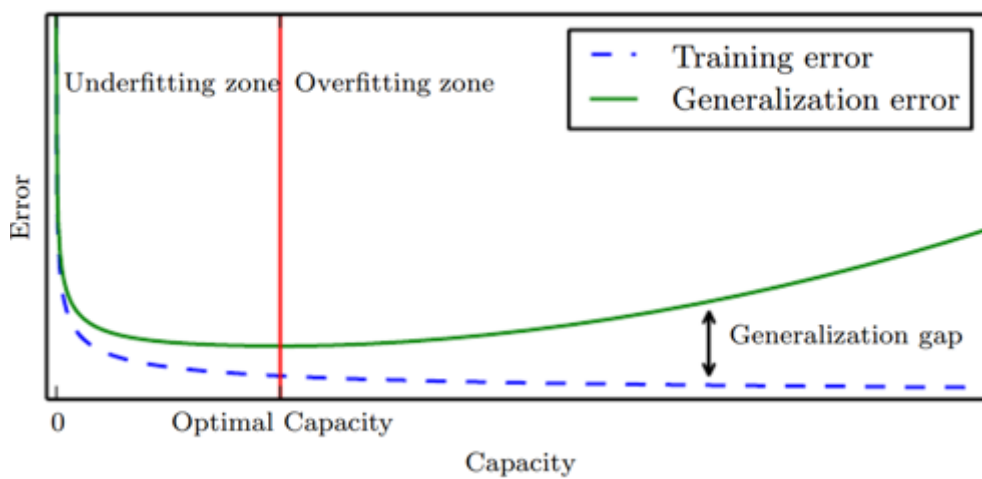 Underfitting zone
Overfitting zone
Training error
Generalization error
Error
Generalization gap
0
Optimal Capacity
Capacity